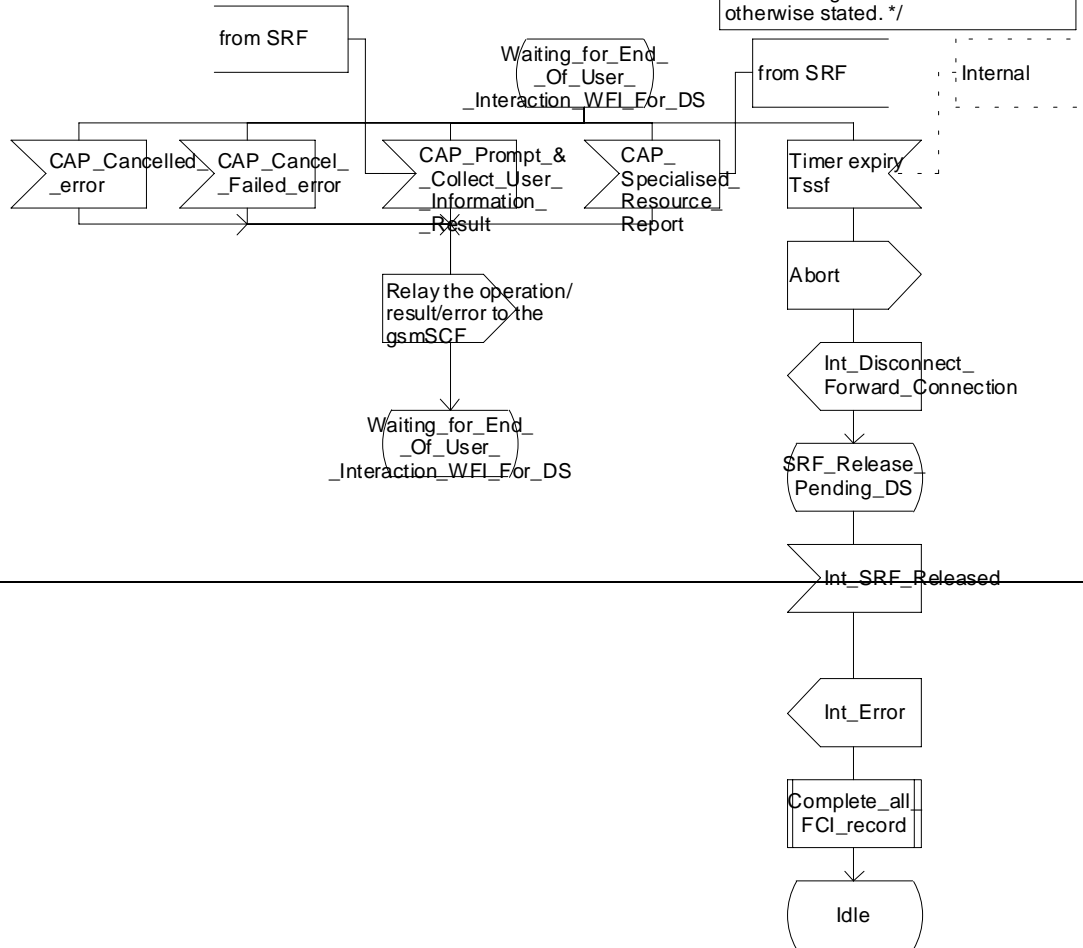 otherwise stated. */
from SRF
Waiting_for_End_
_Of_User_
_Interaction_WFI_For_DS
from SRF
Internal
CAP_Cancelled_
_error
CAP_Cancel_
_Failed_error
CAP_Prompt_&
_Collect_User_
_Information_
_Result
CAP_
Specialised_
Resource_
Report
Timer expiry
Tssf
Relay the operation/
result/error to the
gsmSCF
Abort
Int_Disconnect_
Forward_Connection
Waiting_for_End_
_Of_User_
_Interaction_WFI_For_DS
SRF_Release_
Pending_DS
Int_SRF_Released
Int_Error
Complete_all_
FCI_record
Idle